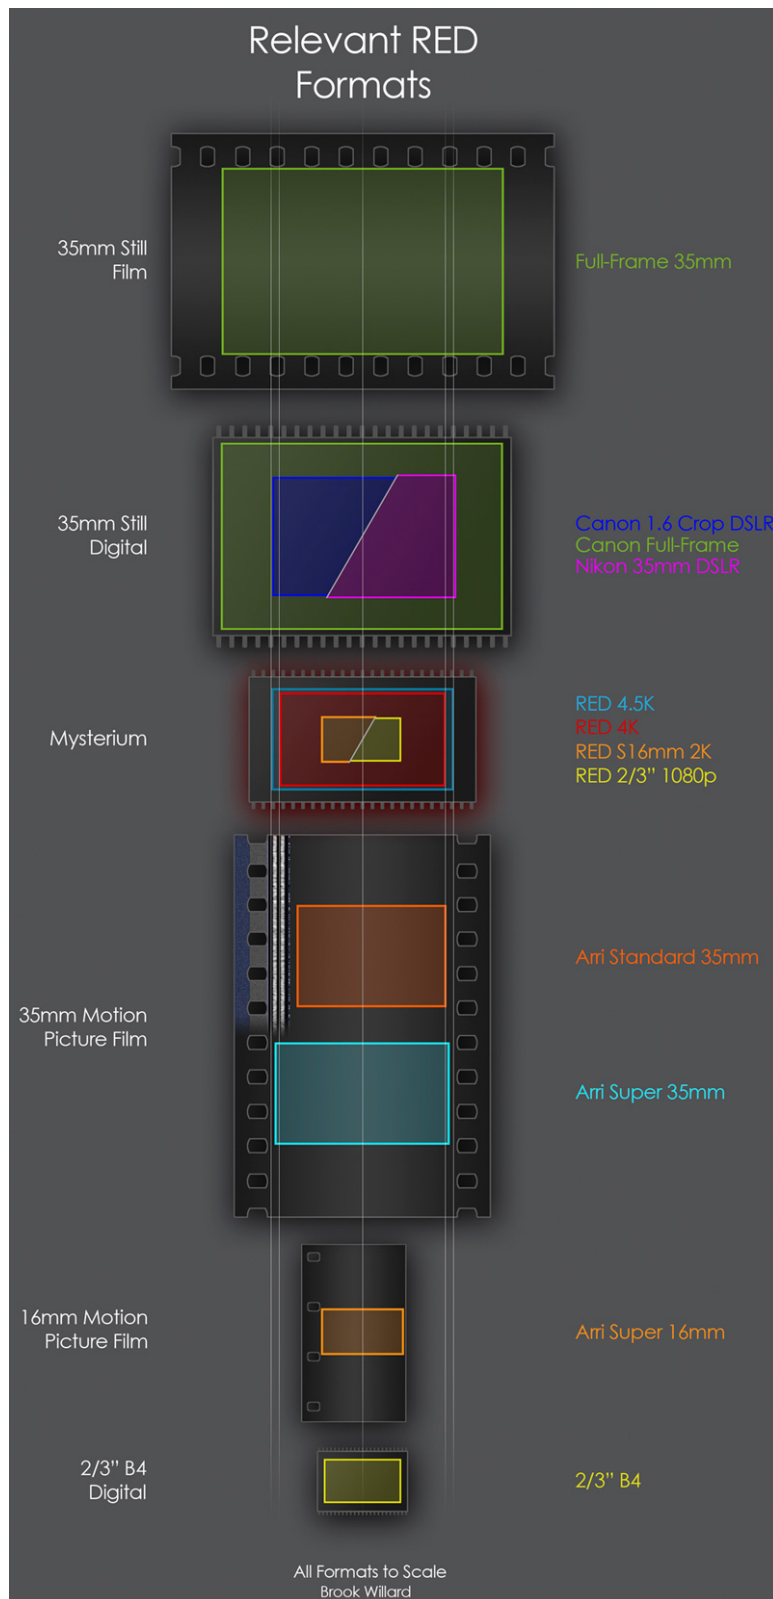 Relevant RED
Formats
35mm Still
Film
Full-Frame 35mm
35mm Still
Digital
Canon 1.6 Crop DSLR
Canon Full-Frame
Nikon 35mm DSLR
Mysterium
RED 4.5K
RED 4K
RED S16mm 2K
RED 2/3” 1080p
Arri Standard 35mm
35mm Motion
Picture Film
Arri Super 35mm
16mm Motion
Picture Film
Arri Super 16mm
2/3” B4
Digital
2/3” B4
All Formats to Scale
Brook Willard